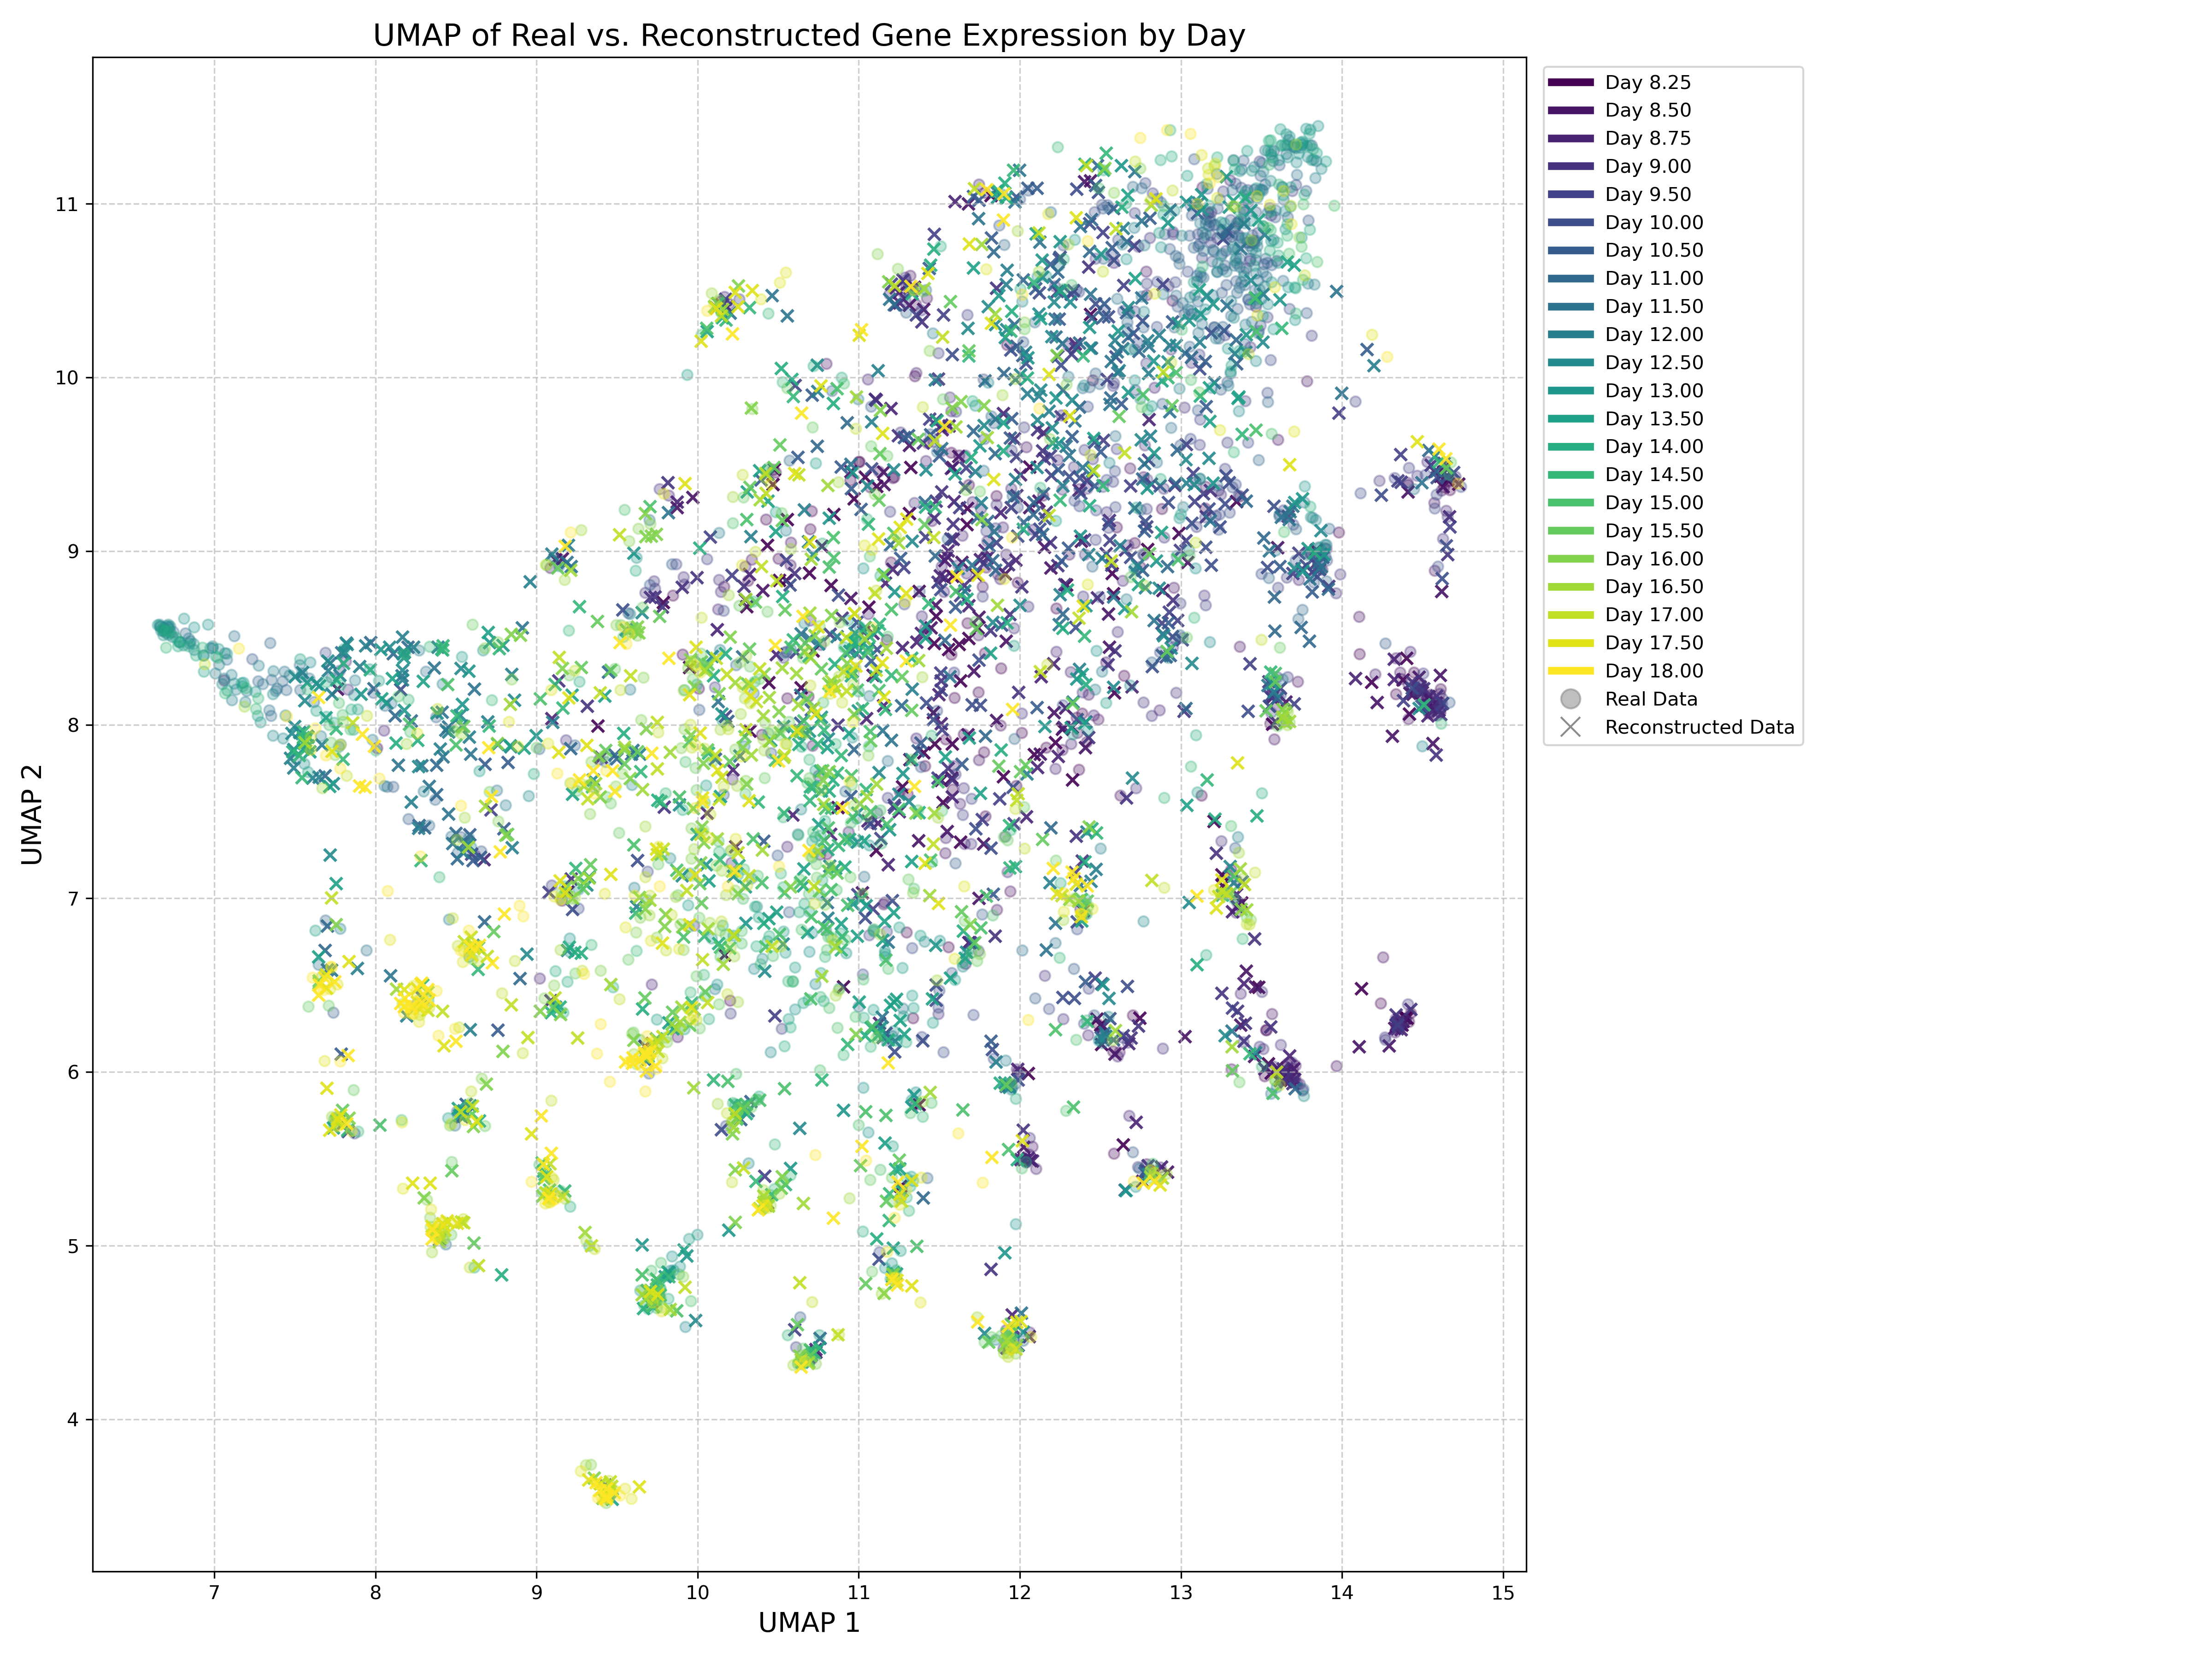 UMAP of Real vs. Reconstructed Gene Expression by Day
UMAP 2
11
10
9
8
7
6
5
4
7 8 9 10 11 12 13 14 15
UMAP 1
Day 8.25
Day 8.50
Day 8.75
Day 9.00
Day 9.50
Day 10.00
Day 10.50
Day 11.00
Day 11.50
Day 12.00
Day 12.50
Day 13.00
Day 13.50
Day 14.00
Day 14.50
Day 15.00
Day 15.50
Day 16.00
Day 16.50
Day 17.00
Day 17.50
Day 18.00
Real Data
Reconstructed Data